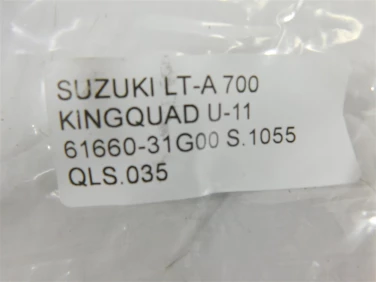 SUZUKI LT-A 700
KINGQUAD U-11
61660-31G00 S.1055
QLS.035